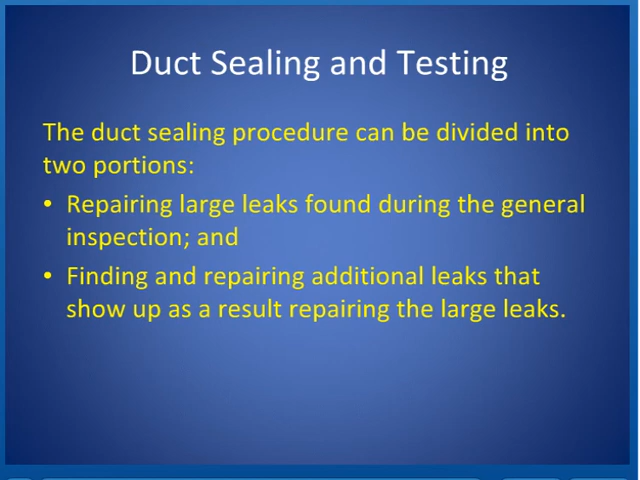 Duct Sealing and Testing
The duct sealing procedure can be divided into
two portions:
• Repairing large leaks found during the general
inspection; and
• Finding and repairing additional leaks that
show up as a result repairing the large leaks.